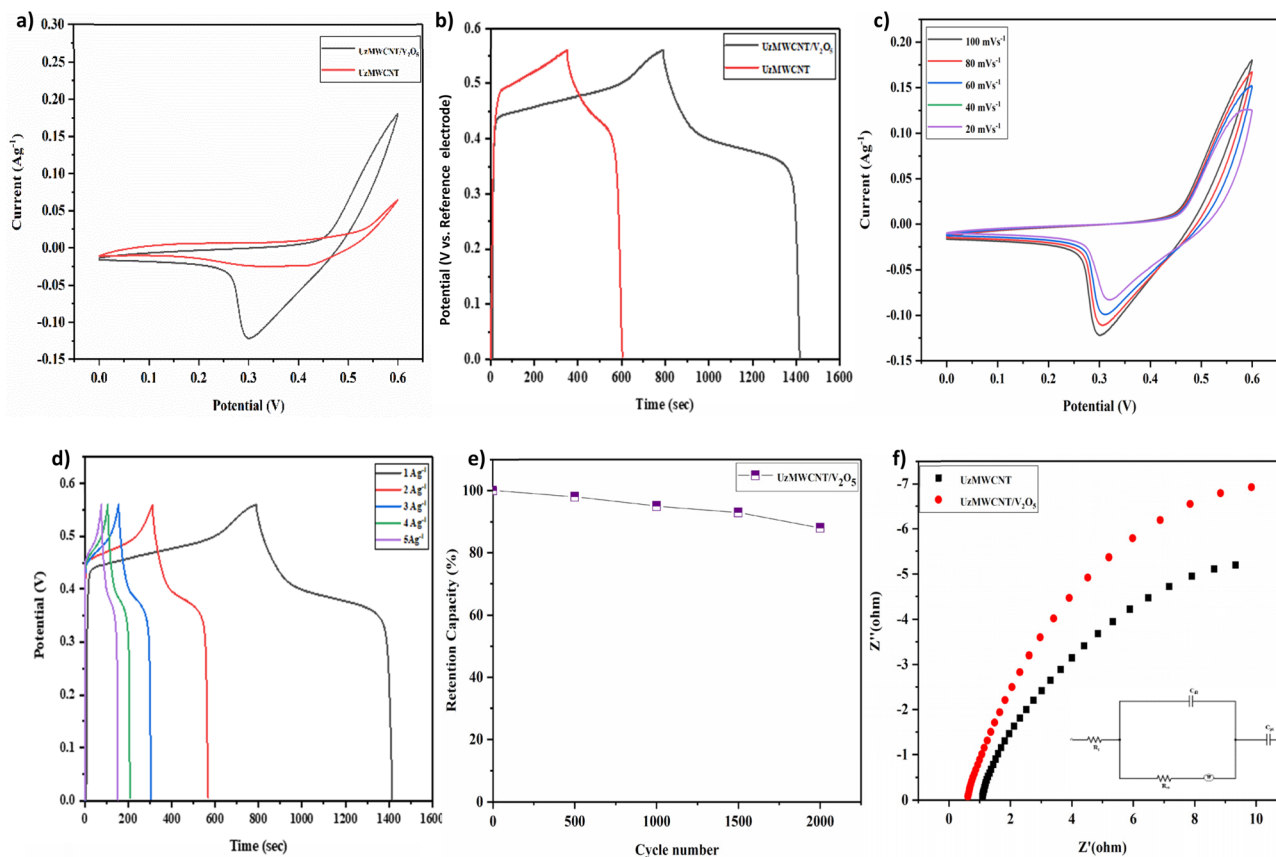 a)
0.30
0.25
0.20
0.15
0.10
0.05
0.00
-0.05
-0.10
-0.15
Current (Ag⁻¹)
UzMWCNT/V₂O₅
UzMWCNT
0.0 0.1 0.2 0.3 0.4 0.5 0.6
Potential (V)
b)
0.6
0.5
0.4
0.3
0.2
0.1
0.0
Potential (V vs. Reference electrode)
UzMWCNT/V₂O₅
UzMWCNT
0 200 400 600 800 1000 1200 1400 1600
Time (sec)
c)
0.20
0.15
0.10
0.05
0.00
-0.05
-0.10
-0.15
Current (Ag⁻¹)
100 mVs⁻¹
80 mVs⁻¹
60 mVs⁻¹
40 mVs⁻¹
20 mVs⁻¹
0.0 0.1 0.2 0.3 0.4 0.5 0.6
Potential (V)
d)
0.6
0.5
0.4
0.3
0.2
0.1
0.0
Potential (V)
1 Ag⁻¹
2 Ag⁻¹
3 Ag⁻¹
4 Ag⁻¹
5Ag⁻¹
0 200 400 600 800 1000 1200 1400 1600
Time (sec)
e)
100
80
60
40
20
0
Retention Capacity (%)
UzMWCNT/V₂O₅
0 500 1000 1500 2000
Cycle number
f)
-7
-6
-5
-4
-3
-2
-1
0
Z''(ohm)
UzMWCNT
UzMWCNT/V₂O₅
0 2 4 6 8 10
Z'(ohm)